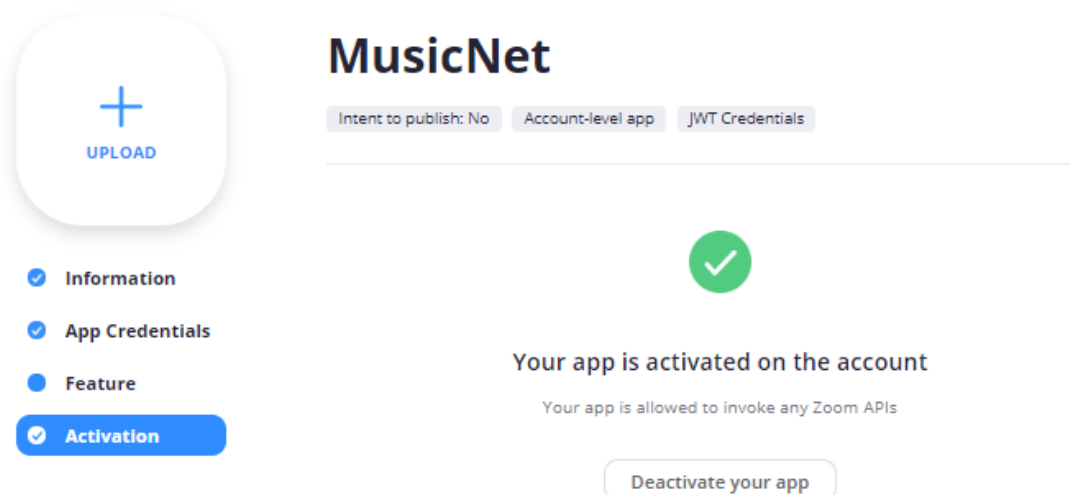 UPLOAD
MusicNet
Intent to publish: No Account-level app JWT Credentials
Information
App Credentials
Feature
Activation
Your app is activated on the account
Your app is allowed to invoke any Zoom APIs
Deactivate your app